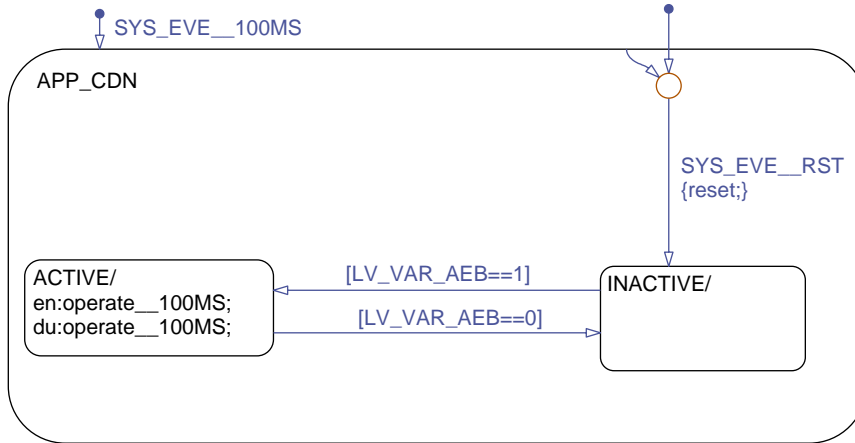 SYS_EVE__100MS
APP_CDN
SYS_EVE__RST
{reset;}
ACTIVE/
en:operate__100MS;
du:operate__100MS;
[LV_VAR_AEB==1]
[LV_VAR_AEB==0]
INACTIVE/